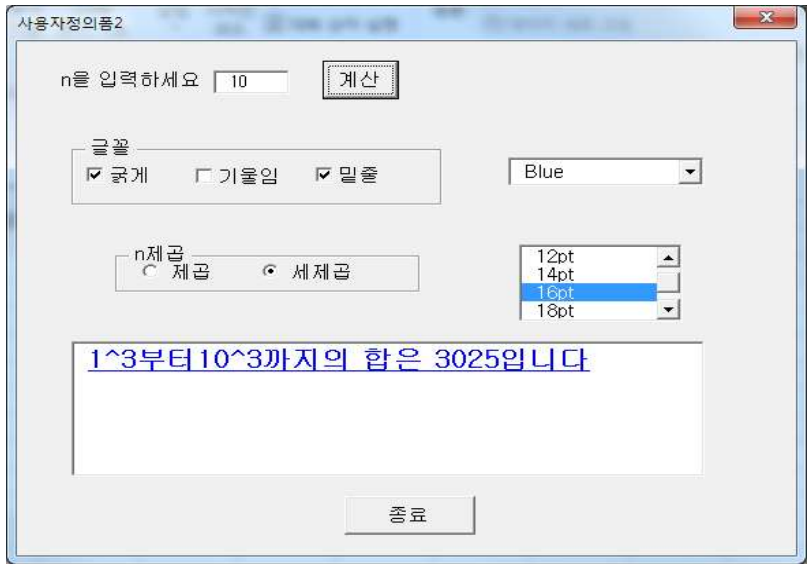 사용자정의폼2
n을 입력하세요 10 계산
글꼴
굵게 기울임 밑줄 Blue
n제곱
제곱 세제곱
12pt
14pt
16pt
18pt
1^3부터10^3까지의 합은 3025입니다
종료